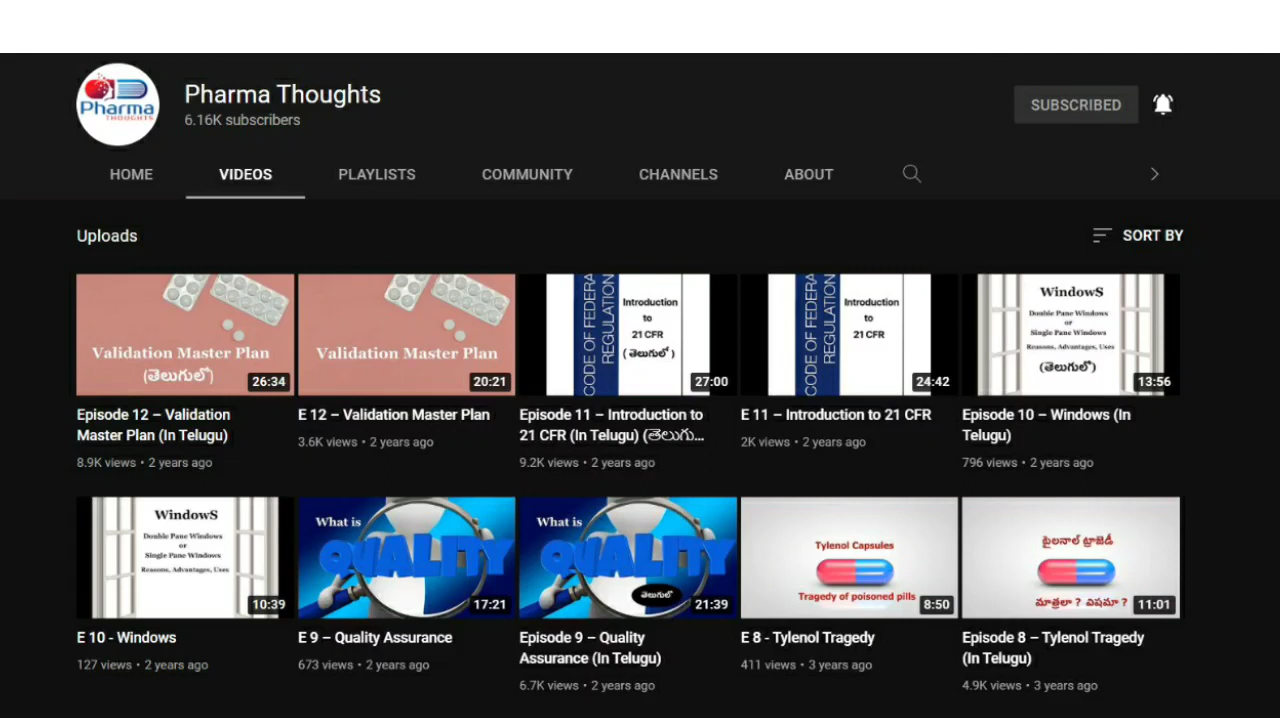 Pharma
THOUGHTS
Pharma Thoughts
6.16K subscribers
SUBSCRIBED
HOME VIDEOS PLAYLISTS COMMUNITY CHANNELS ABOUT
Uploads
SORT BY
Validation Master Plan
(తెలుగులో)
26:34
Episode 12 – Validation
Master Plan (In Telugu)
8.9K views • 2 years ago
Validation Master Plan
20:21
E 12 – Validation Master Plan
3.6K views • 2 years ago
CODE OF FEDERA
REGULATION
Introduction
to
21 CFR
( తెలుగులో )
27:00
Episode 11 – Introduction to
21 CFR (In Telugu) (తెలుగు...
9.2K views • 2 years ago
CODE OF FEDERA
REGULATION
Introduction
to
21 CFR
24:42
E 11 – Introduction to 21 CFR
2K views • 2 years ago
WindowS
Double Pane Windows
or
Single Pane Windows
Reasons, Advantages, Uses
(తెలుగులో)
13:56
Episode 10 – Windows (In
Telugu)
796 views • 2 years ago
WindowS
Double Pane Windows
or
Single Pane Windows
Reasons, Advantages, Uses
10:39
E 10 - Windows
127 views • 2 years ago
What is
QUALITY
17:21
E 9 – Quality Assurance
673 views • 2 years ago
What is
QUALITY
తెలుగులో
21:39
Episode 9 – Quality
Assurance (In Telugu)
6.7K views • 2 years ago
Tylenol Capsules
Tragedy of poisoned pills
8:50
E 8 - Tylenol Tragedy
411 views • 3 years ago
టైలనాల్ ట్రాజెడీ
మాత్రలా ? విషమా ?
11:01
Episode 8 – Tylenol Tragedy
(In Telugu)
4.9K views • 3 years ago